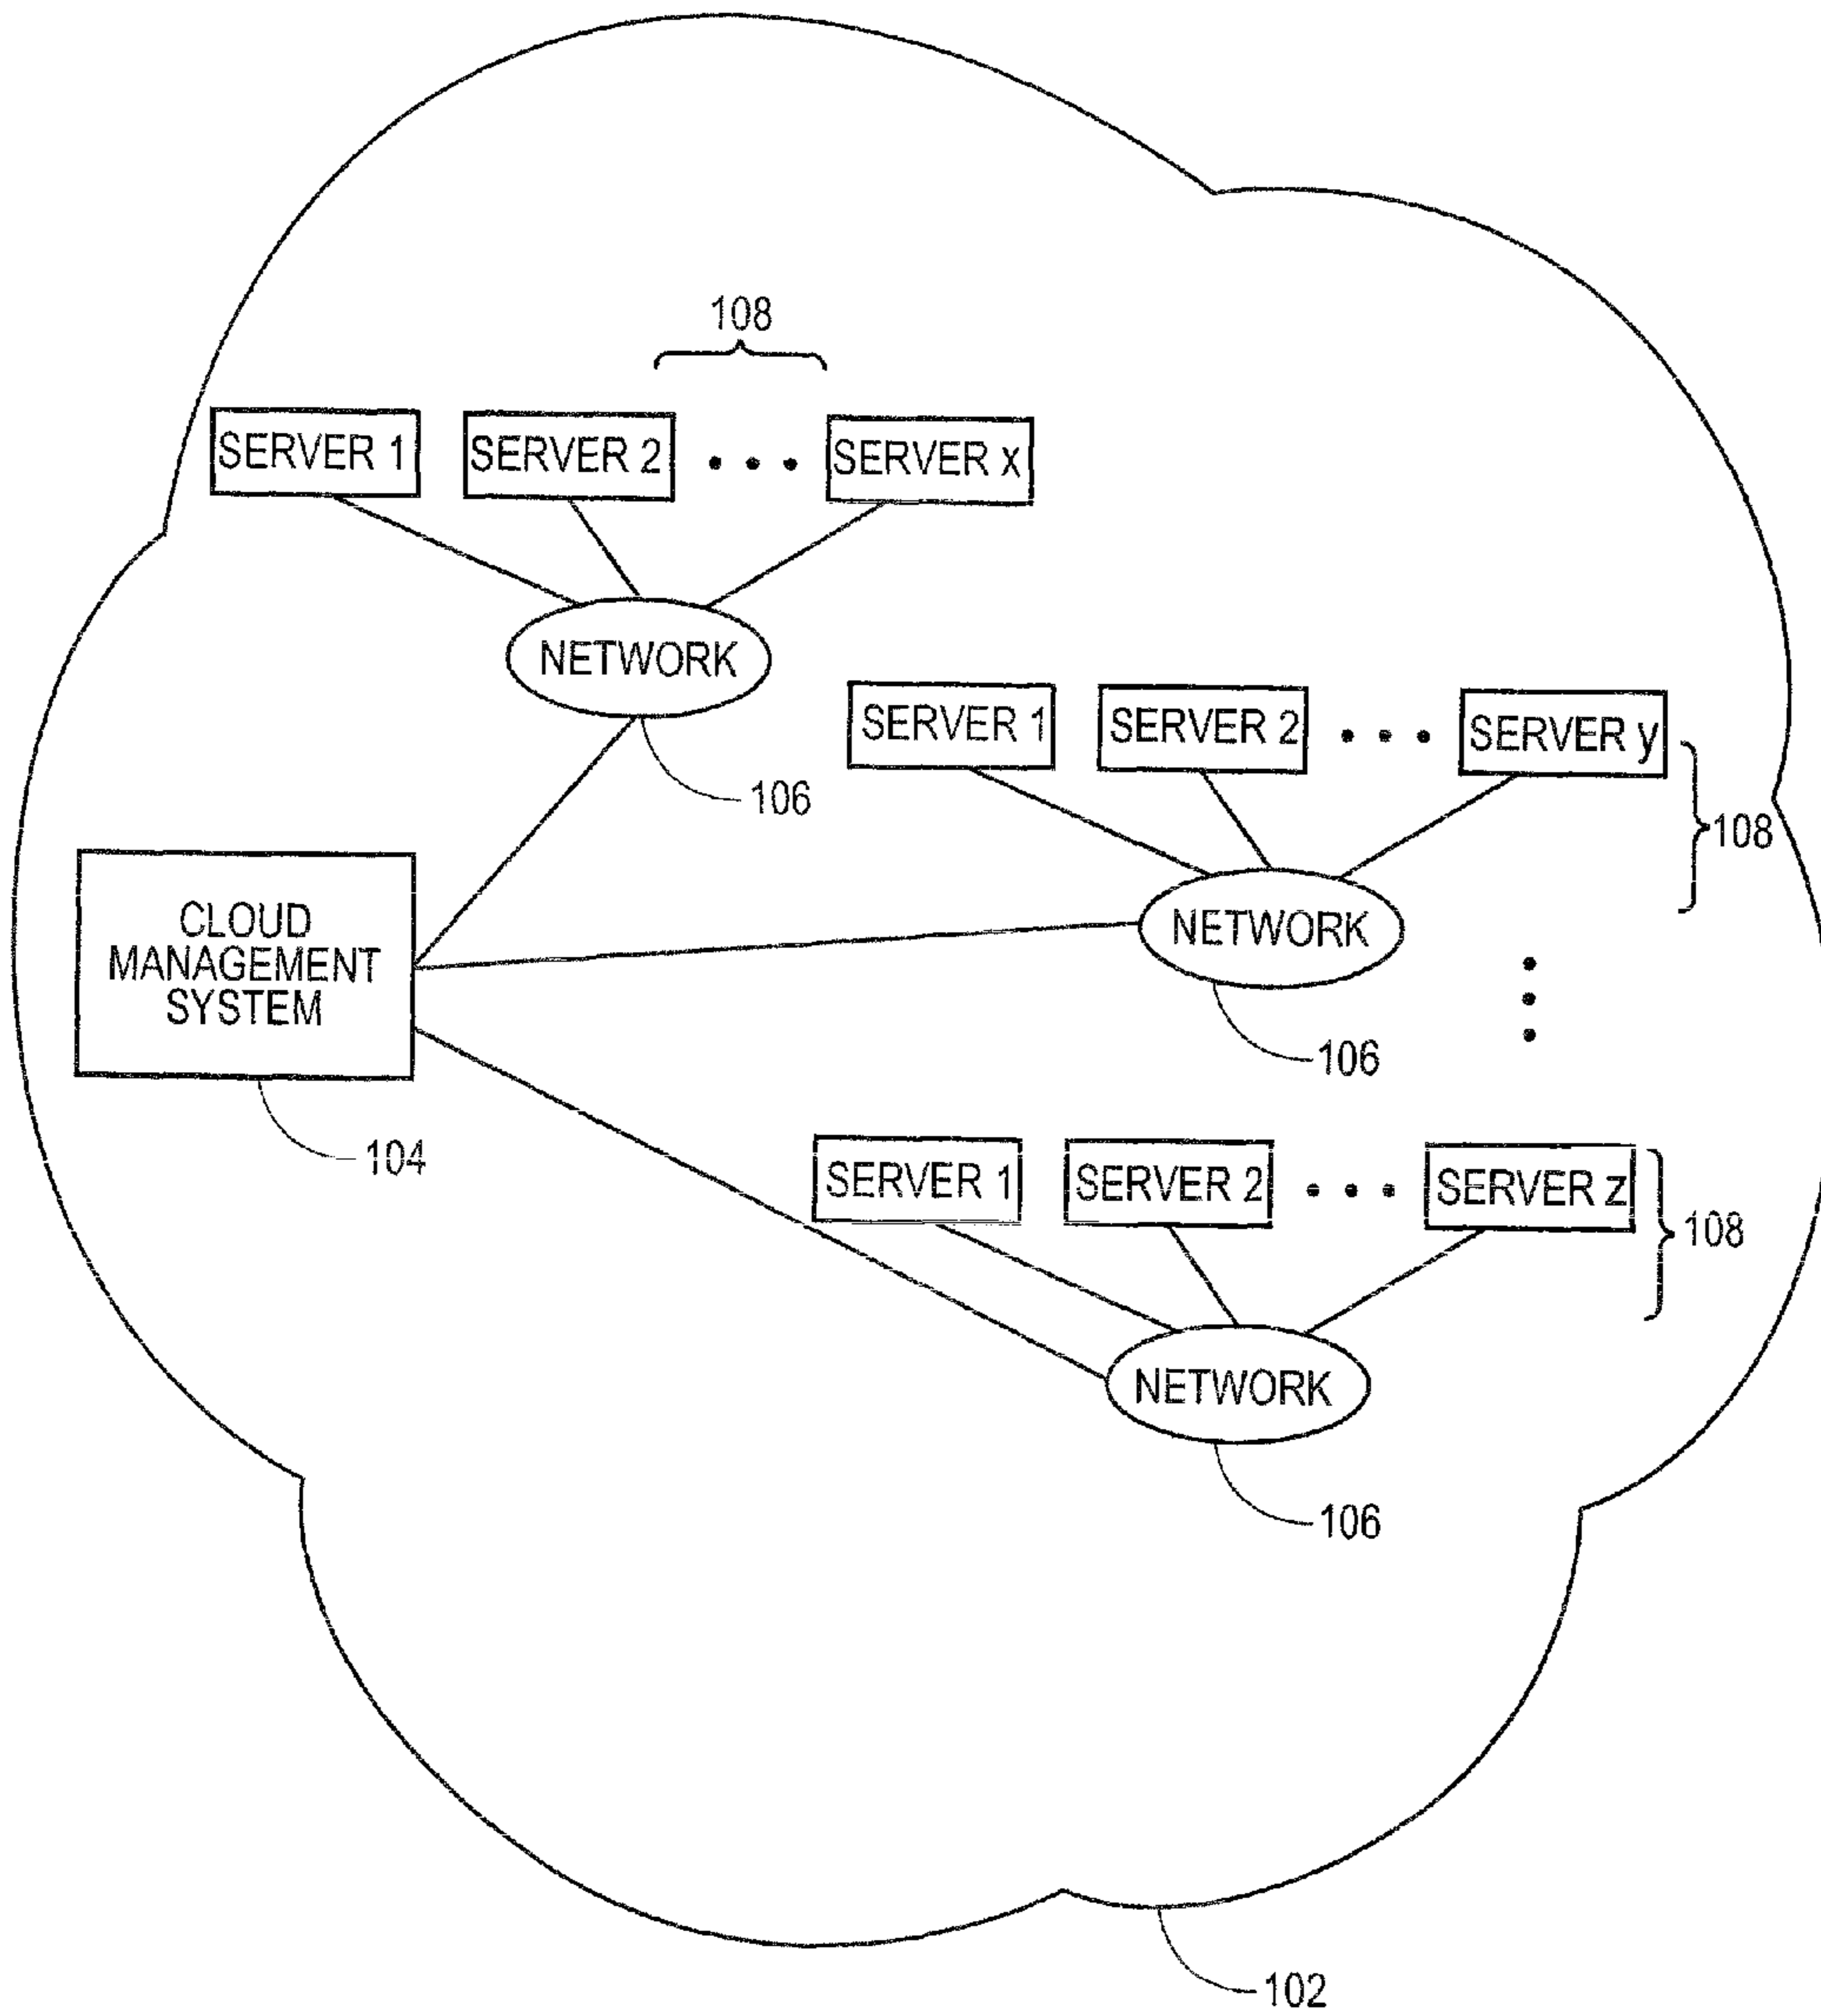 108
SERVER 1
SERVER 2
SERVER x
NETWORK
106
SERVER 1
SERVER 2
SERVER y
108
NETWORK
106
CLOUD
MANAGEMENT
SYSTEM
104
SERVER 1
SERVER 2
SERVER z
108
NETWORK
106
102